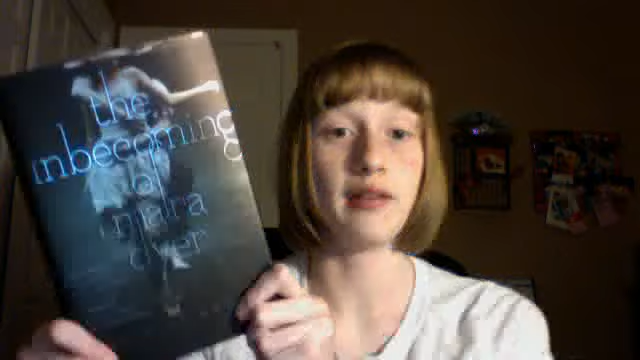 the
unbecoming
of
mara
dyer